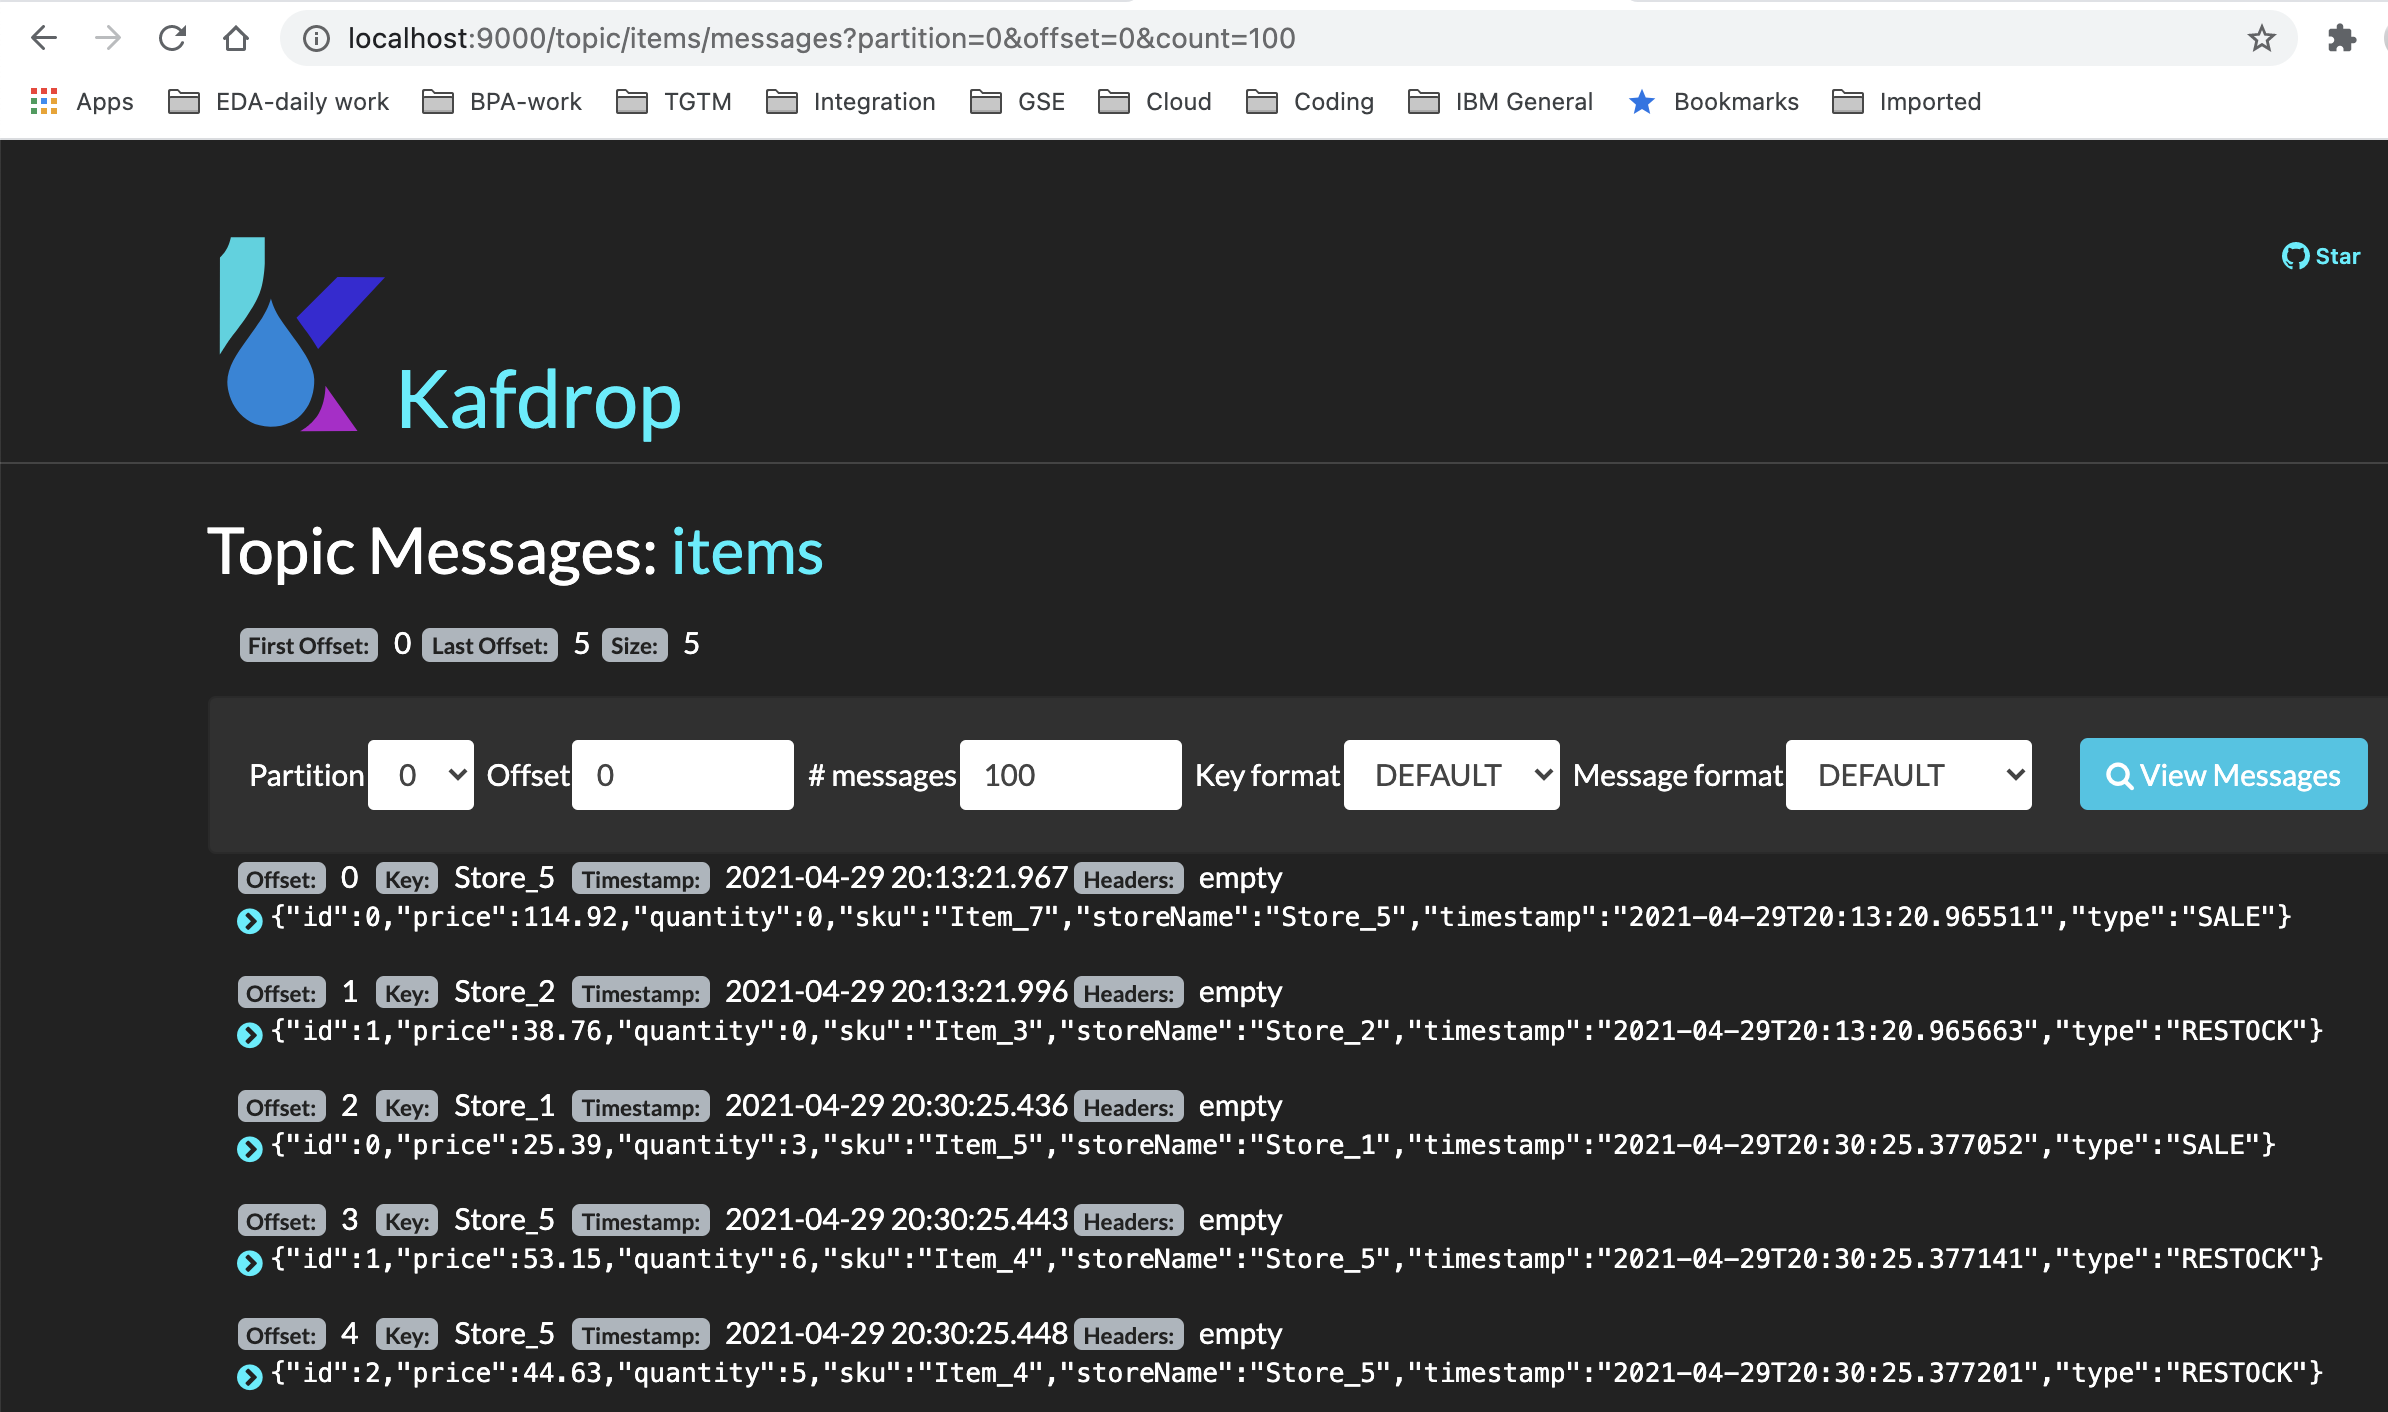 localhost:9000/topic/items/messages?partition=0&offset=0&count=100
Apps EDA-daily work BPA-work TGTM Integration GSE Cloud Coding IBM General Bookmarks Imported
Star
Kafdrop
Topic Messages: items
First Offset: 0 Last Offset: 5 Size: 5
Partition 0 Offset 0 # messages 100 Key format DEFAULT Message format DEFAULT View Messages
Offset: 0 Key: Store_5 Timestamp: 2021-04-29 20:13:21.967 Headers: empty
{"id":0,"price":114.92,"quantity":0,"sku":"Item_7","storeName":"Store_5","timestamp":"2021-04-29T20:13:20.965511","type":"SALE"}
Offset: 1 Key: Store_2 Timestamp: 2021-04-29 20:13:21.996 Headers: empty
{"id":1,"price":38.76,"quantity":0,"sku":"Item_3","storeName":"Store_2","timestamp":"2021-04-29T20:13:20.965663","type":"RESTOCK"}
Offset: 2 Key: Store_1 Timestamp: 2021-04-29 20:30:25.436 Headers: empty
{"id":0,"price":25.39,"quantity":3,"sku":"Item_5","storeName":"Store_1","timestamp":"2021-04-29T20:30:25.377052","type":"SALE"}
Offset: 3 Key: Store_5 Timestamp: 2021-04-29 20:30:25.443 Headers: empty
{"id":1,"price":53.15,"quantity":6,"sku":"Item_4","storeName":"Store_5","timestamp":"2021-04-29T20:30:25.377141","type":"RESTOCK"}
Offset: 4 Key: Store_5 Timestamp: 2021-04-29 20:30:25.448 Headers: empty
{"id":2,"price":44.63,"quantity":5,"sku":"Item_4","storeName":"Store_5","timestamp":"2021-04-29T20:30:25.377201","type":"RESTOCK"}